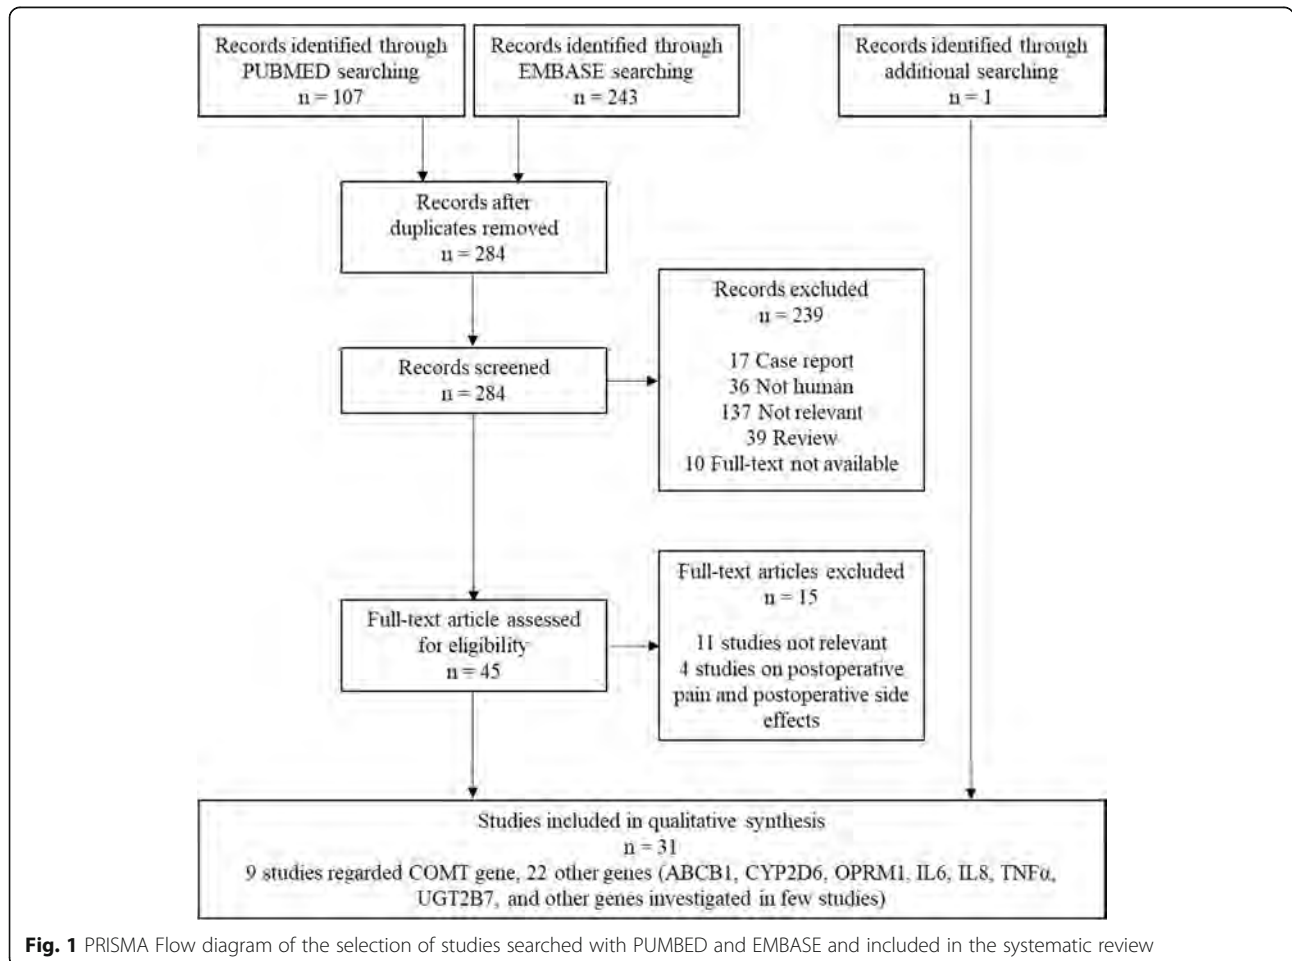 Records identified through
PUBMED searching
n = 107
Records identified through
EMBASE searching
n = 243
Records identified through
additional searching
n = 1
Records after
duplicates removed
n = 284
Records excluded
n = 239
17 Case report
36 Not human
137 Not relevant
39 Review
10 Full-text not available
Records screened
n = 284
Full-text articles excluded
n = 15
11 studies not relevant
4 studies on postoperative
pain and postoperative side
effects
Full-text article assessed
for eligibility
n = 45
Studies included in qualitative synthesis
n = 31
9 studies regarded COMT gene, 22 other genes (ABCB1, CYP2D6, OPRM1, IL6, IL8, TNFα,
UGT2B7, and other genes investigated in few studies)
Fig. 1 PRISMA Flow diagram of the selection of studies searched with PUMBED and EMBASE and included in the systematic review